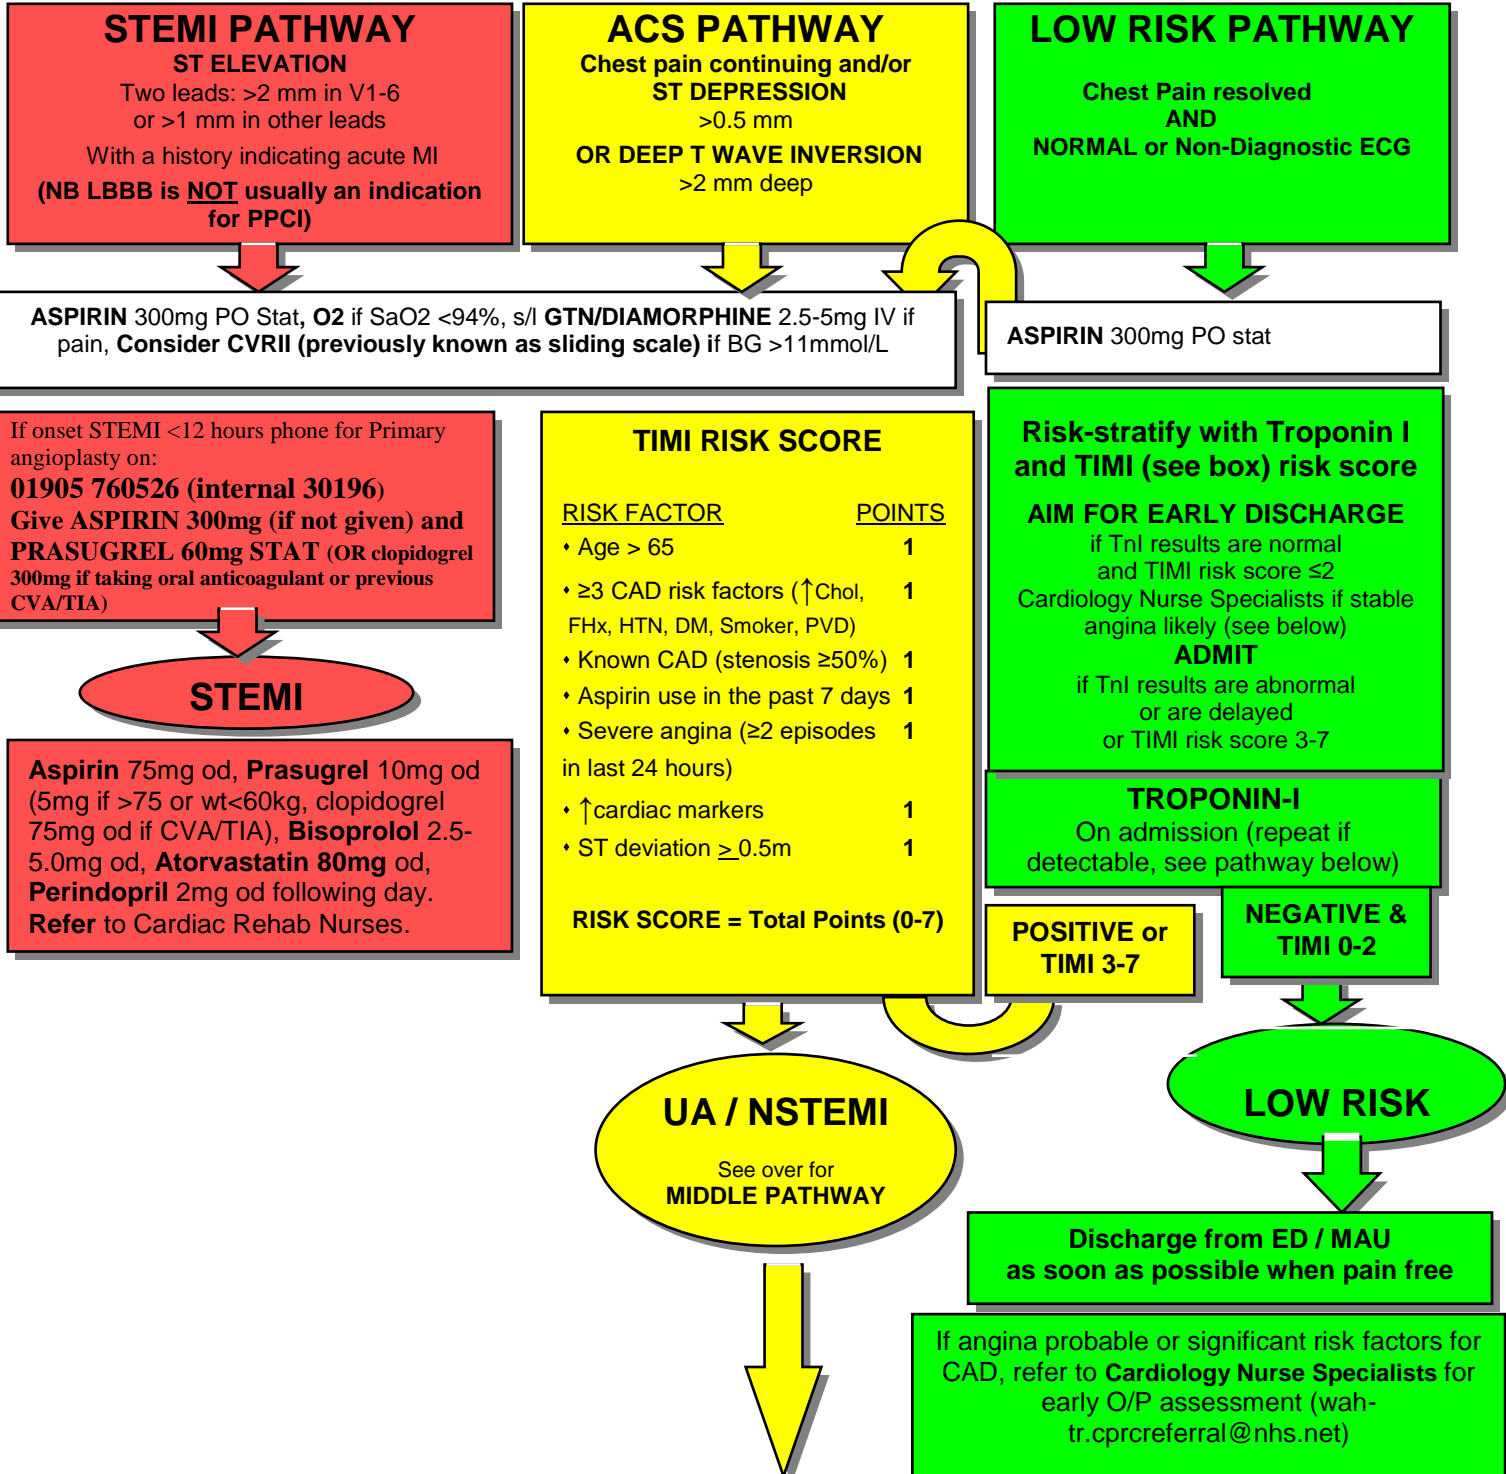 STEMI PATHWAY
ST ELEVATION
Two leads: >2 mm in V1-6
or >1 mm in other leads
With a history indicating acute MI
(NB LBBB is NOT usually an indication
for PPCI)
ACS PATHWAY
Chest pain continuing and/or
ST DEPRESSION
>0.5 mm
OR DEEP T WAVE INVERSION
>2 mm deep
LOW RISK PATHWAY
Chest Pain resolved
AND
NORMAL or Non-Diagnostic ECG
ASPIRIN 300mg PO Stat, O2 if SaO2 <94%, s/l GTN/DIAMORPHINE 2.5-5mg IV if
pain, Consider CVRII (previously known as sliding scale) if BG >11mmol/L
ASPIRIN 300mg PO stat
If onset STEMI <12 hours phone for Primary
angioplasty on:
01905 760526 (internal 30196)
Give ASPIRIN 300mg (if not given) and
PRASUGREL 60mg STAT (OR clopidogrel
300mg if taking oral anticoagulant or previous
CVA/TIA)
STEMI
Aspirin 75mg od, Prasugrel 10mg od
(5mg if >75 or wt<60kg, clopidogrel
75mg od if CVA/TIA), Bisoprolol 2.5-
5.0mg od, Atorvastatin 80mg od,
Perindopril 2mg od following day.
Refer to Cardiac Rehab Nurses.
TIMI RISK SCORE
RISK FACTOR POINTS
• Age > 65 1
• ≥3 CAD risk factors (↑Chol, 1
FHx, HTN, DM, Smoker, PVD)
• Known CAD (stenosis ≥50%) 1
• Aspirin use in the past 7 days 1
• Severe angina (≥2 episodes 1
in last 24 hours)
• ↑cardiac markers 1
• ST deviation > 0.5m 1
RISK SCORE = Total Points (0-7)
UA / NSTEMI
See over for
MIDDLE PATHWAY
Risk-stratify with Troponin I
and TIMI (see box) risk score
AIM FOR EARLY DISCHARGE
if TnI results are normal
and TIMI risk score ≤2
Cardiology Nurse Specialists if stable
angina likely (see below)
ADMIT
if TnI results are abnormal
or are delayed
or TIMI risk score 3-7
TROPONIN-I
On admission (repeat if
detectable, see pathway below)
POSITIVE or
TIMI 3-7
NEGATIVE &
TIMI 0-2
LOW RISK
Discharge from ED / MAU
as soon as possible when pain free
If angina probable or significant risk factors for
CAD, refer to Cardiology Nurse Specialists for
early O/P assessment (wah-
tr.cprcreferral@nhs.net)